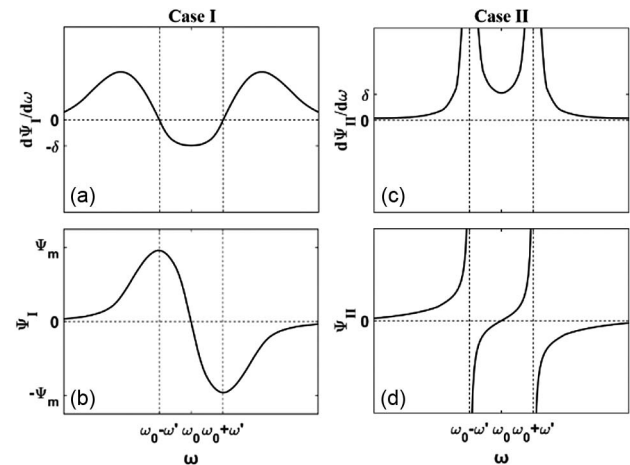 Case I
dΨI/dω
0
-δ
(a)
Case II
dΨII/dω
δ
0
(c)
ΨI
Ψm
0
-Ψm
(b)
ω0-ω' ω0 ω0+ω'
ω
ΨII
0
(d)
ω0-ω' ω0 ω0+ω'
ω